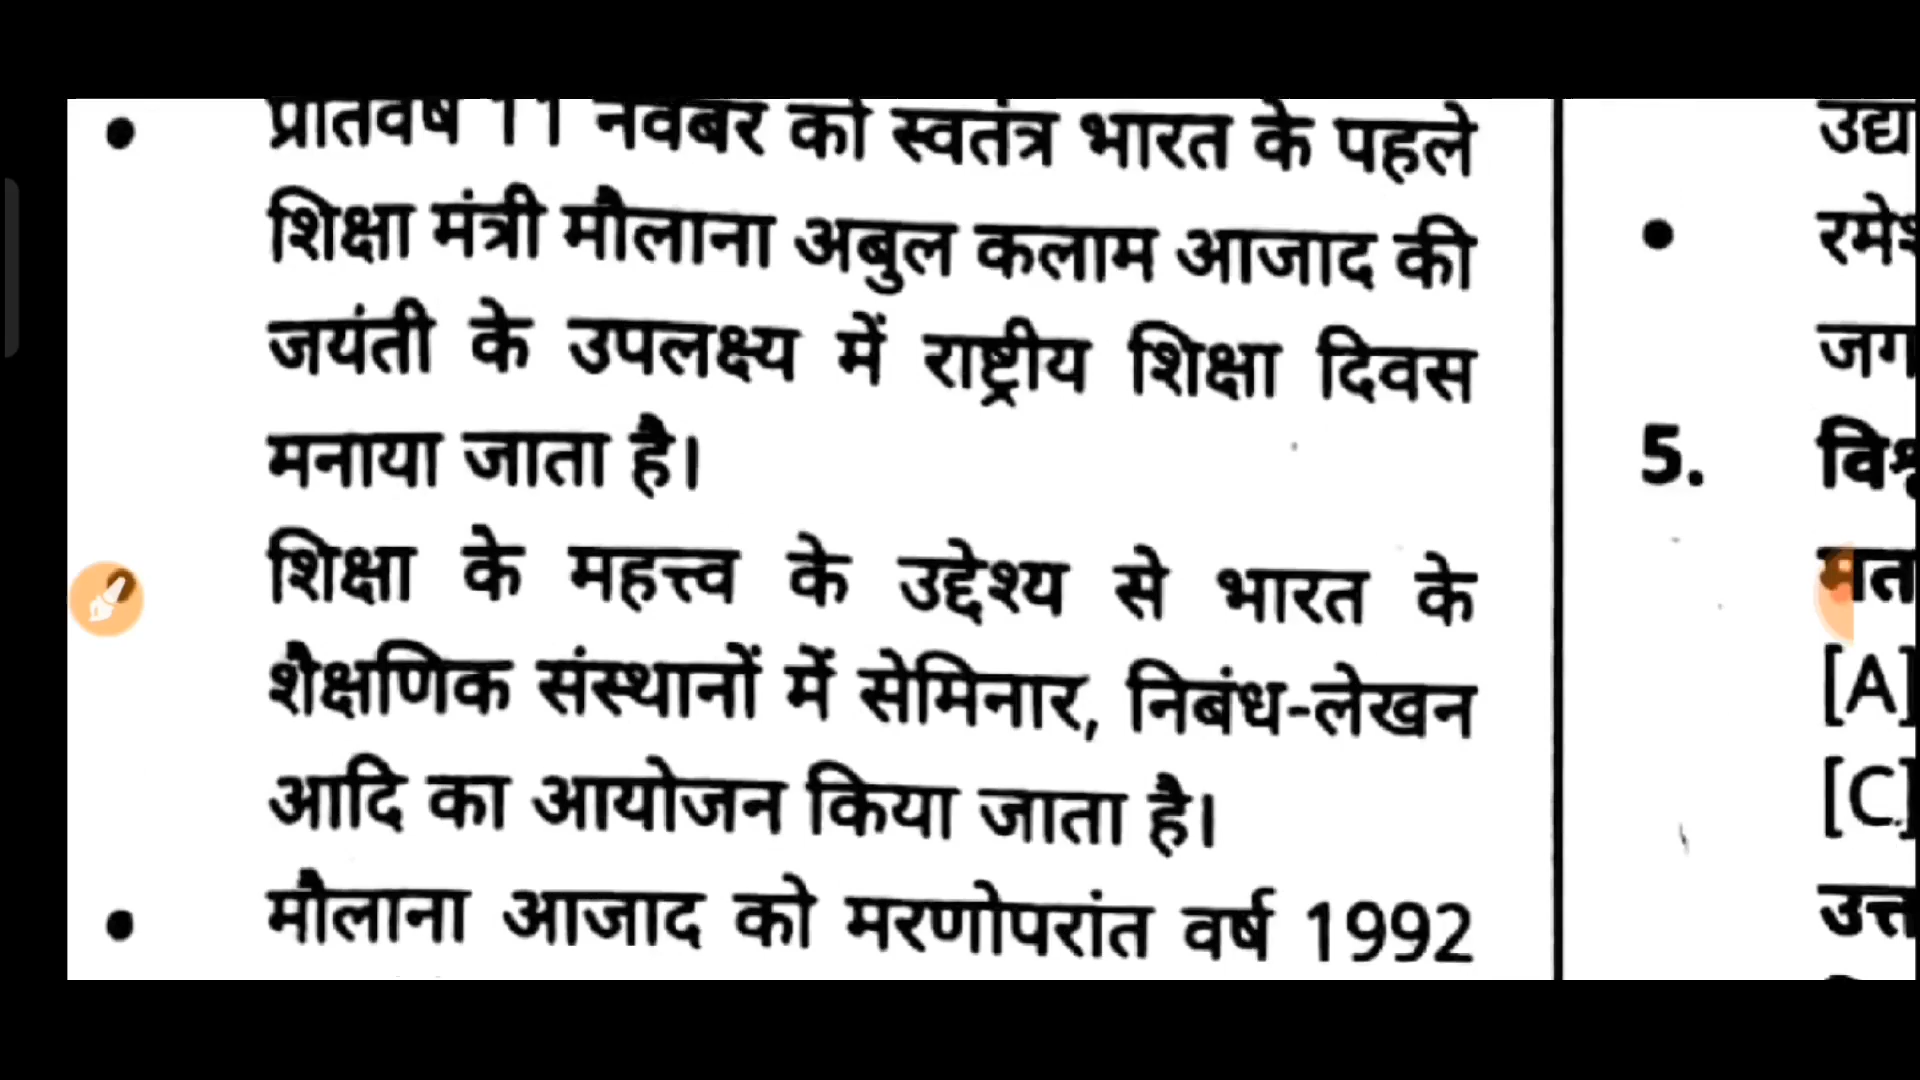 प्रतिवर्ष 11 नवंबर को स्वतंत्र भारत के पहले
शिक्षा मंत्री मौलाना अबुल कलाम आजाद की
जयंती के उपलक्ष्य में राष्ट्रीय शिक्षा दिवस
मनाया जाता है।
शिक्षा के महत्त्व के उद्देश्य से भारत के
शैक्षणिक संस्थानों में सेमिनार, निबंध-लेखन
आदि का आयोजन किया जाता है।
मौलाना आजाद को मरणोपरांत वर्ष 1992
5.
[A]
[C]